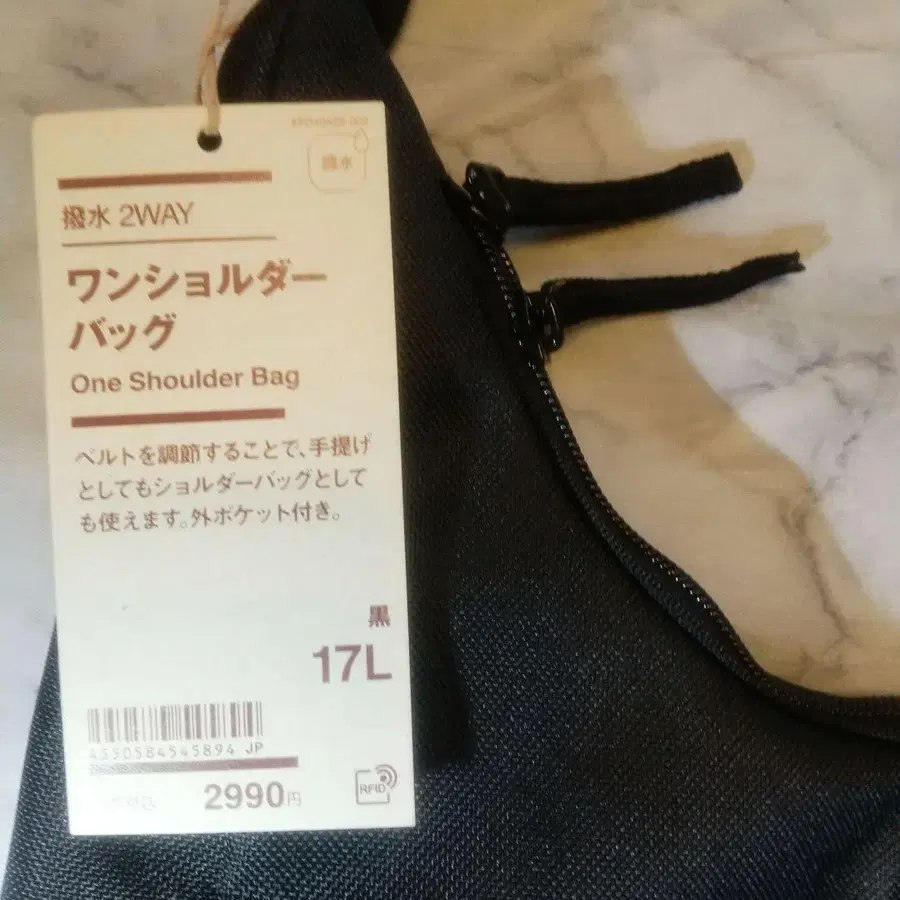 撥水
撥水 2WAY
ワンショルダー
バッグ
One Shoulder Bag
ベルトを調節することで、手提げ
としてもショルダーバッグとして
も使えます。外ポケット付き。
黒
17L
4550584545894 JP
2990円
RFID